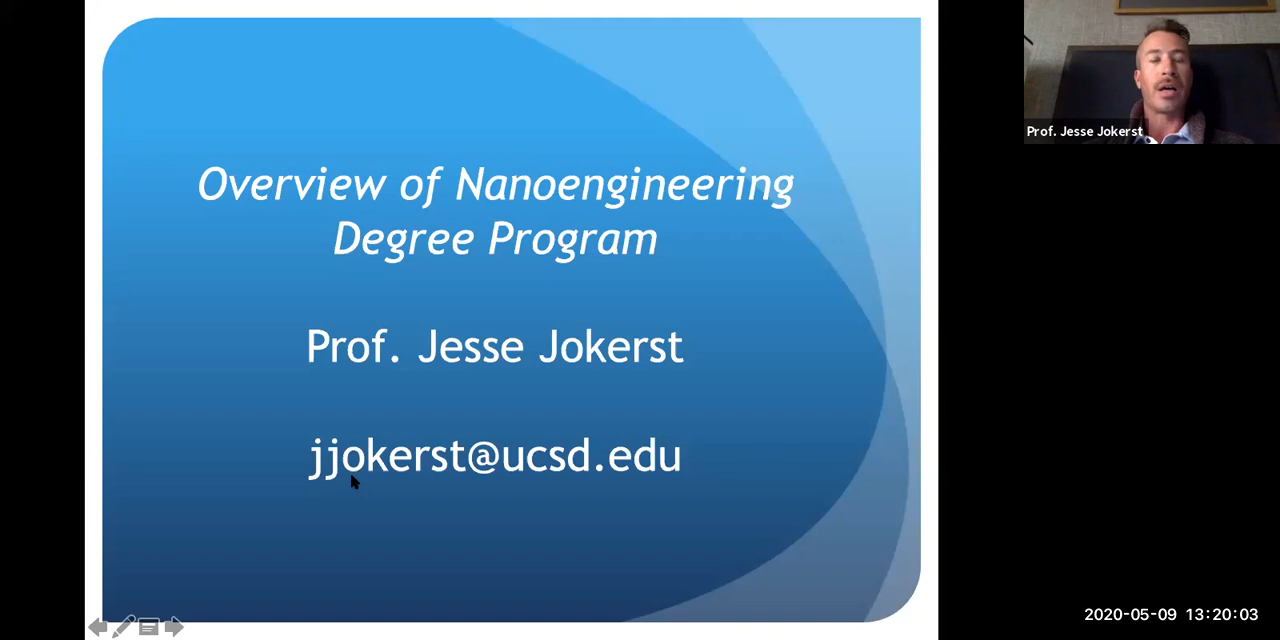 Overview of Nanoengineering
Degree Program
Prof. Jesse Jokerst
jjokerst@ucsd.edu
Prof. Jesse Jokerst
2020-05-09 13:20:03